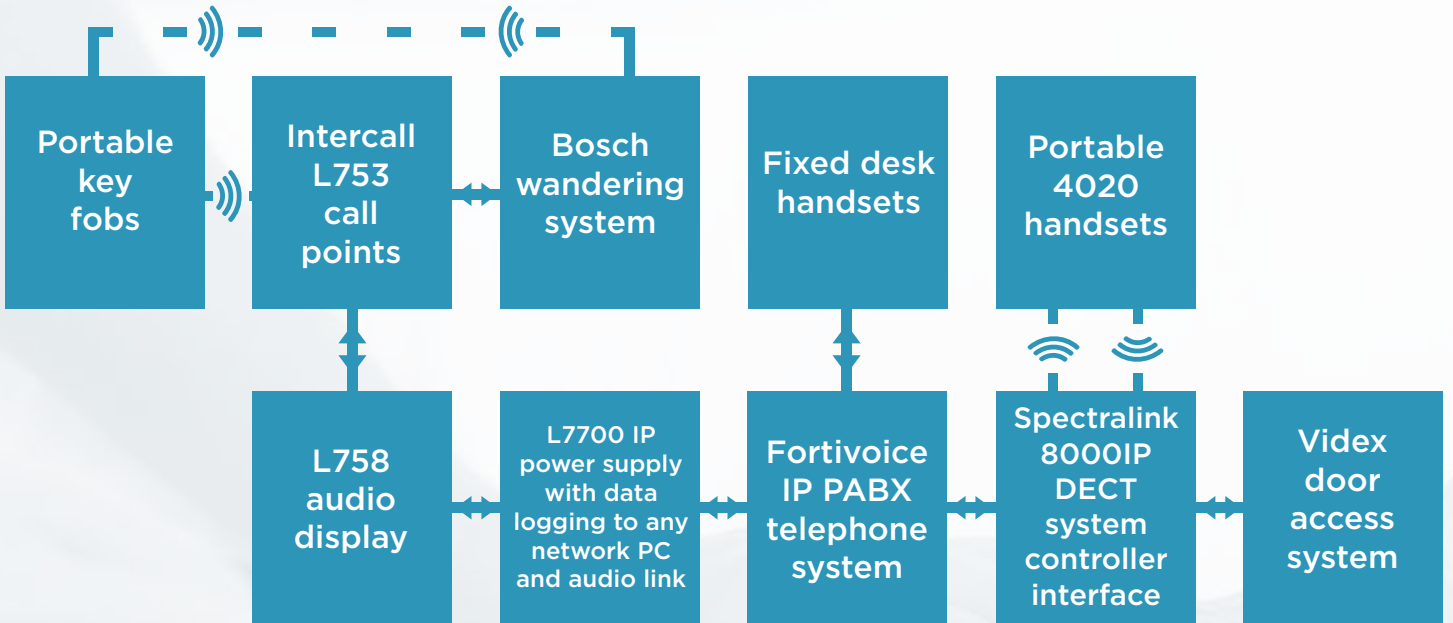 Portable
key
fobs
Intercall
L753
call
points
Bosch
wandering
system
Fixed desk
handsets
Portable
4020
handsets
L758
audio
display
L7700 IP
power supply
with data
logging to any
network PC
and audio link
Fortivoice
IP PABX
telephone
system
Spectralink
8000IP
DECT
system
controller
interface
Videx
door
access
system